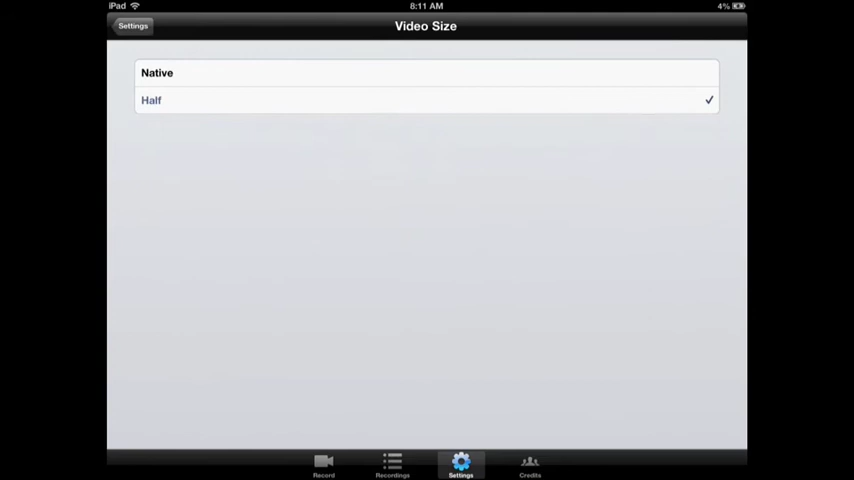 iPad 8:11 AM 4%
Settings Video Size
Native
Half
Record Recordings Settings Credits